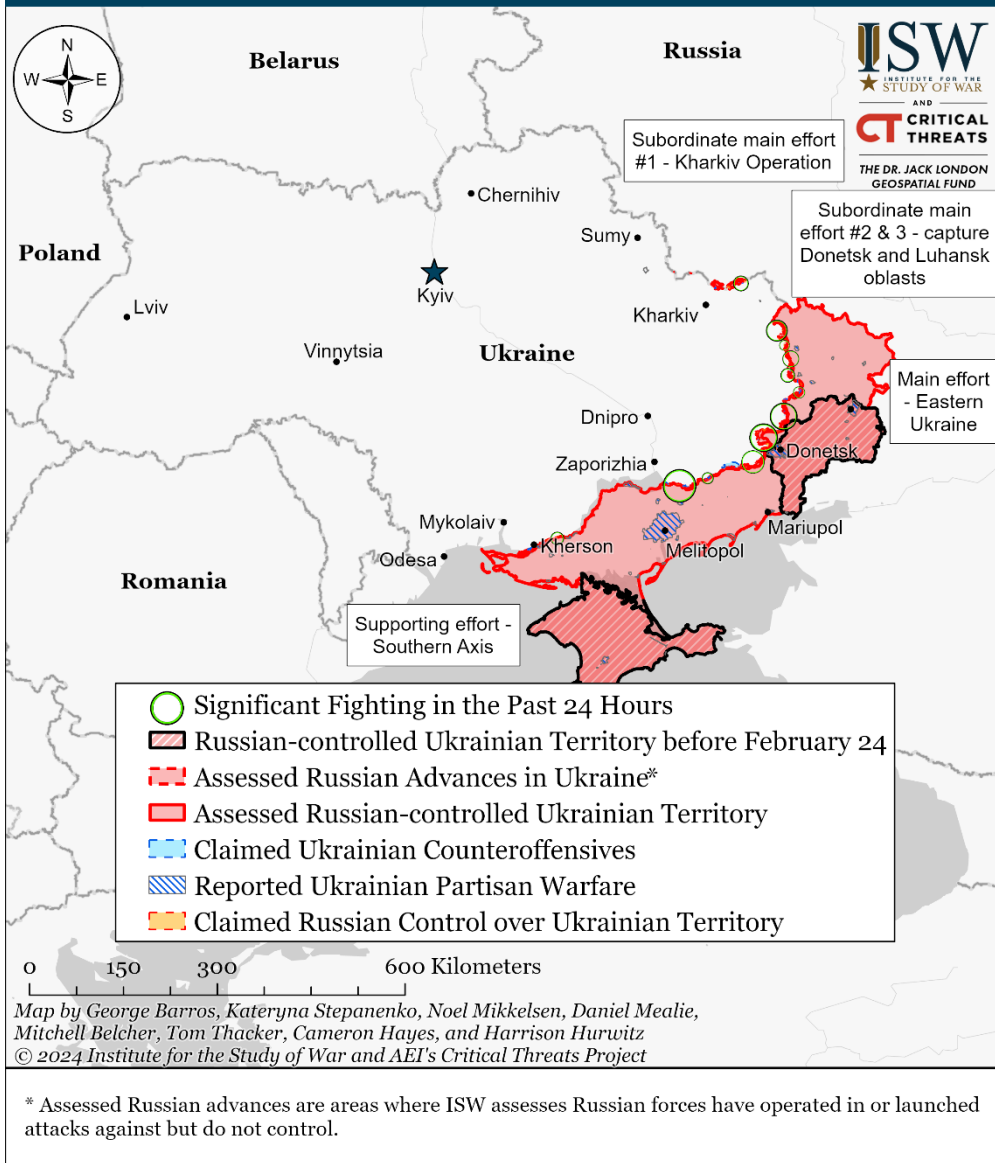 N
W
E
S
Belarus
Russia
ISW
INSTITUTE FOR THE
STUDY OF WAR
AND
CT CRITICAL
THREATS
THE DR. JACK LONDON
GEOSPATIAL FUND
Subordinate main effort
#1 - Kharkiv Operation
Subordinate main
effort #2 & 3 - capture
Donetsk and Luhansk
oblasts
Chernihiv
Sumy
Poland
Kyiv
Lviv
Kharkiv
Vinnytsia
Ukraine
Main effort
- Eastern
Ukraine
Dnipro
Donetsk
Zaporizhia
Mykolaiv
Mariupol
Kherson
Odesa
Melitopol
Romania
Supporting effort -
Southern Axis
Significant Fighting in the Past 24 Hours
Russian-controlled Ukrainian Territory before February 24
Assessed Russian Advances in Ukraine*
Assessed Russian-controlled Ukrainian Territory
Claimed Ukrainian Counteroffensives
Reported Ukrainian Partisan Warfare
Claimed Russian Control over Ukrainian Territory
0 150 300 600 Kilometers
Map by George Barros, Kateryna Stepanenko, Noel Mikkelsen, Daniel Mealie,
Mitchell Belcher, Tom Thacker, Cameron Hayes, and Harrison Hurwitz
© 2024 Institute for the Study of War and AEI's Critical Threats Project
* Assessed Russian advances are areas where ISW assesses Russian forces have operated in or launched
attacks against but do not control.